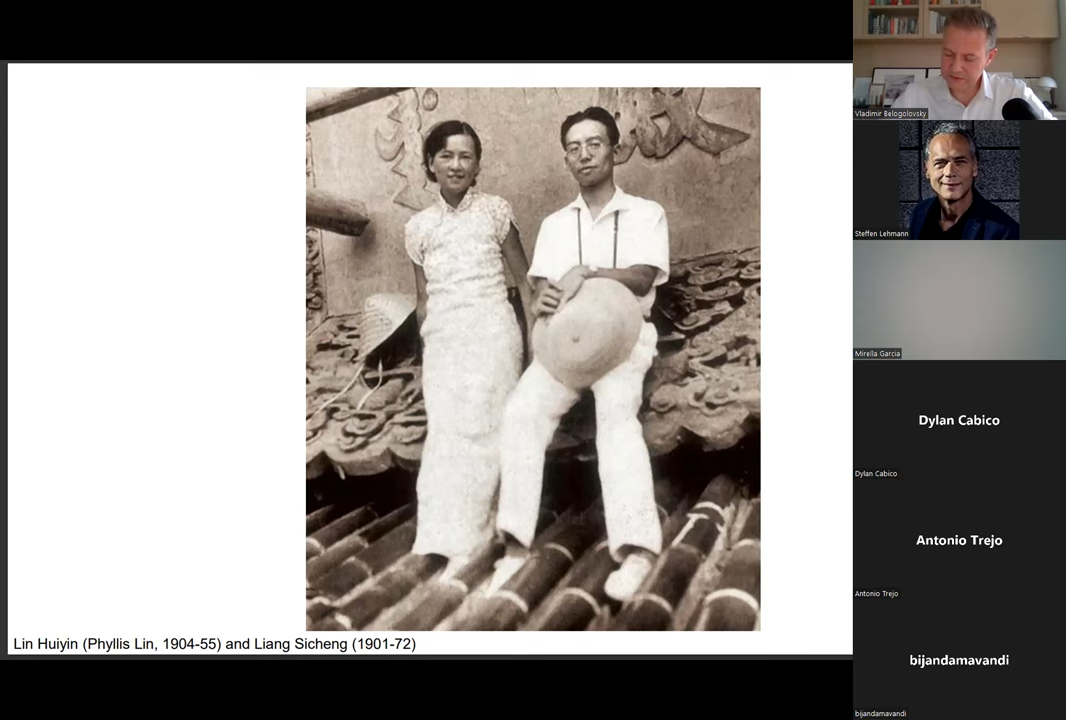 Lin Huiyin (Phyllis Lin, 1904-55) and Liang Sicheng (1901-72)
Vladimir Belogolovsky
Steffen Lehmann
Mirella Garcia
Dylan Cabico
Dylan Cabico
Antonio Trejo
Antonio Trejo
bijandamavandi
bijandamavandi